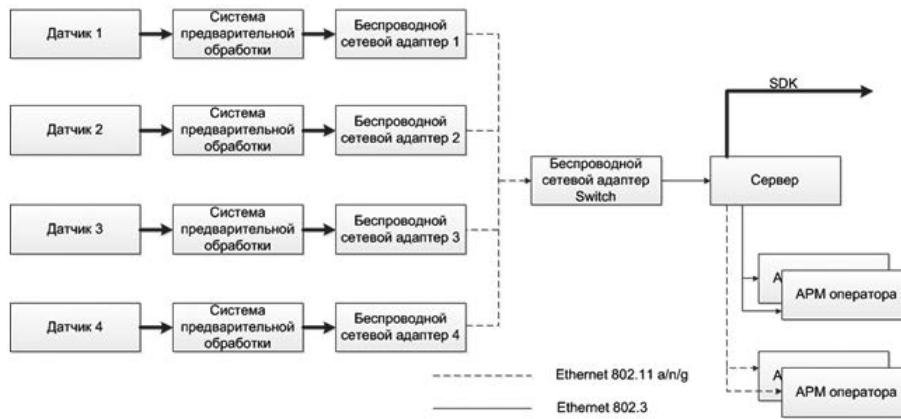 Датчик 1
Система
предварительной
обработки
Беспроводной
сетевой адаптер 1
Датчик 2
Система
предварительной
обработки
Беспроводной
сетевой адаптер 2
Датчик 3
Система
предварительной
обработки
Беспроводной
сетевой адаптер 3
Датчик 4
Система
предварительной
обработки
Беспроводной
сетевой адаптер 4
Беспроводной
сетевой адаптер
Switch
SDK
Сервер
АРМ оператора
АРМ оператора
Ethernet 802.11 a/n/g
Ethernet 802.3